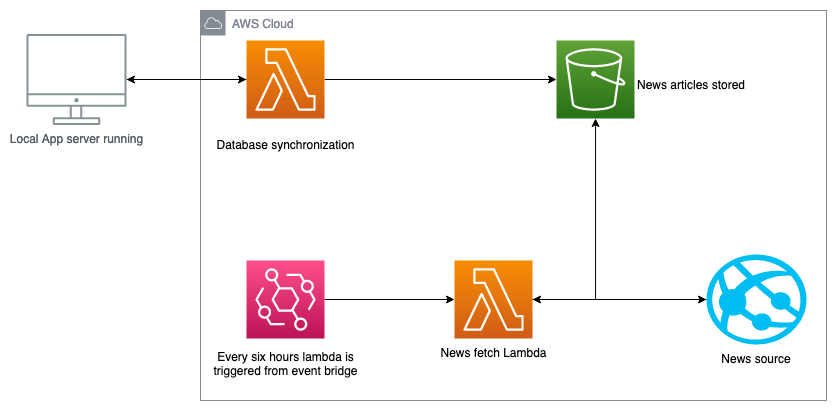 AWS Cloud
News articles stored
Local App server running
Database synchronization
Every six hours lambda is
triggered from event bridge
News fetch Lambda
News source